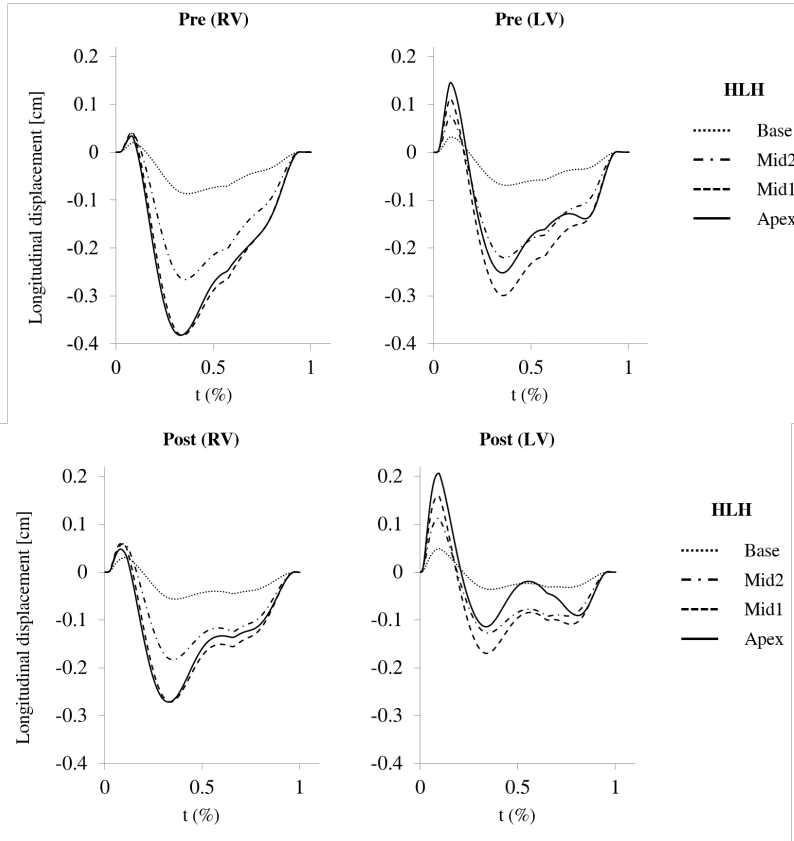 Pre (RV)
Pre (LV)
Longitudinal displacement [cm]
0.2
0.1
0
-0.1
-0.2
-0.3
-0.4
0
0.5
1
t (%)
0.2
0.1
0
-0.1
-0.2
-0.3
-0.4
0
0.5
1
t (%)
HLH
Base
Mid2
Mid1
Apex
Post (RV)
Post (LV)
Longitudinal displacement [cm]
0.2
0.1
0
-0.1
-0.2
-0.3
-0.4
0
0.5
1
t (%)
0.2
0.1
0
-0.1
-0.2
-0.3
-0.4
0
0.5
1
t (%)
HLH
Base
Mid2
Mid1
Apex